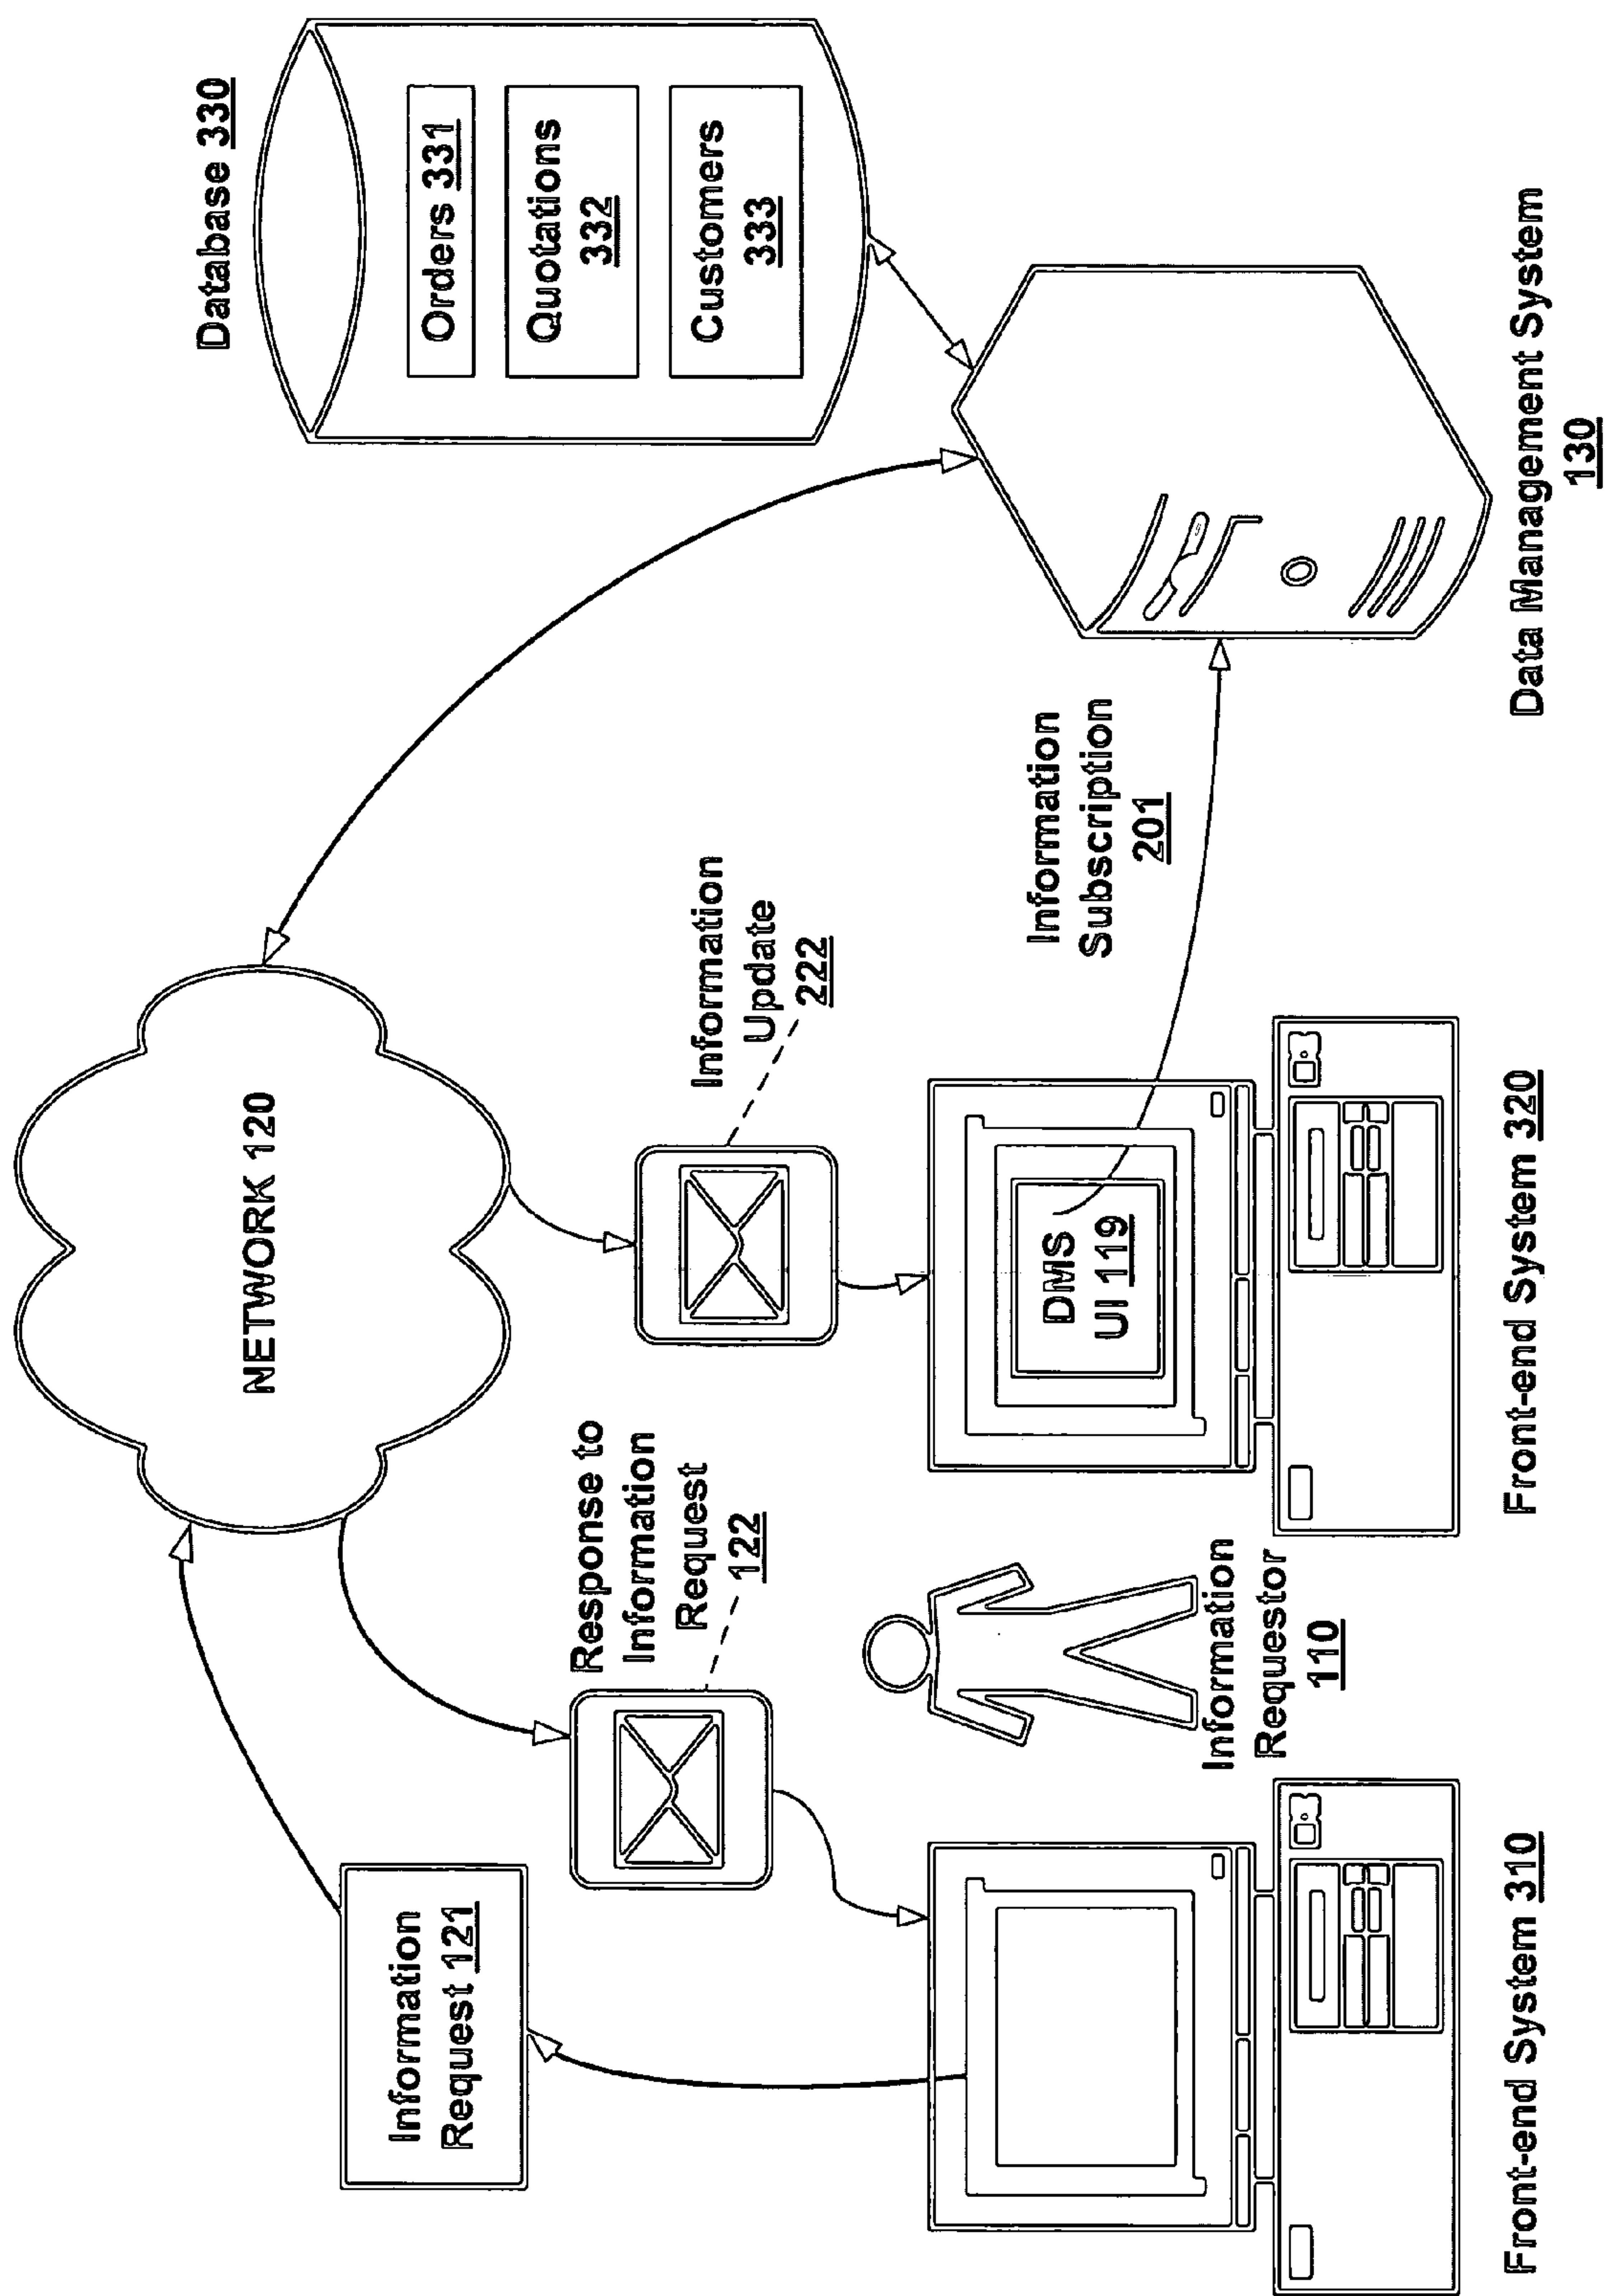 Information
Request 121
NETWORK 120
Database 330
Orders 331
Quotations
332
Customers
333
Response to
Information
Request
122
Information
Update
222
Information
Subscription
201
DMS
UI 119
Information
Requestor
110
Front-end System 310
Front-end System 320
Data Management System
130